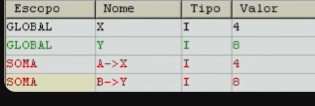 Escopo Nome Tipo Valor
GLOBAL X I 4
GLOBAL Y I 8
SOMA A->X I 4
SOMA B->Y I 8